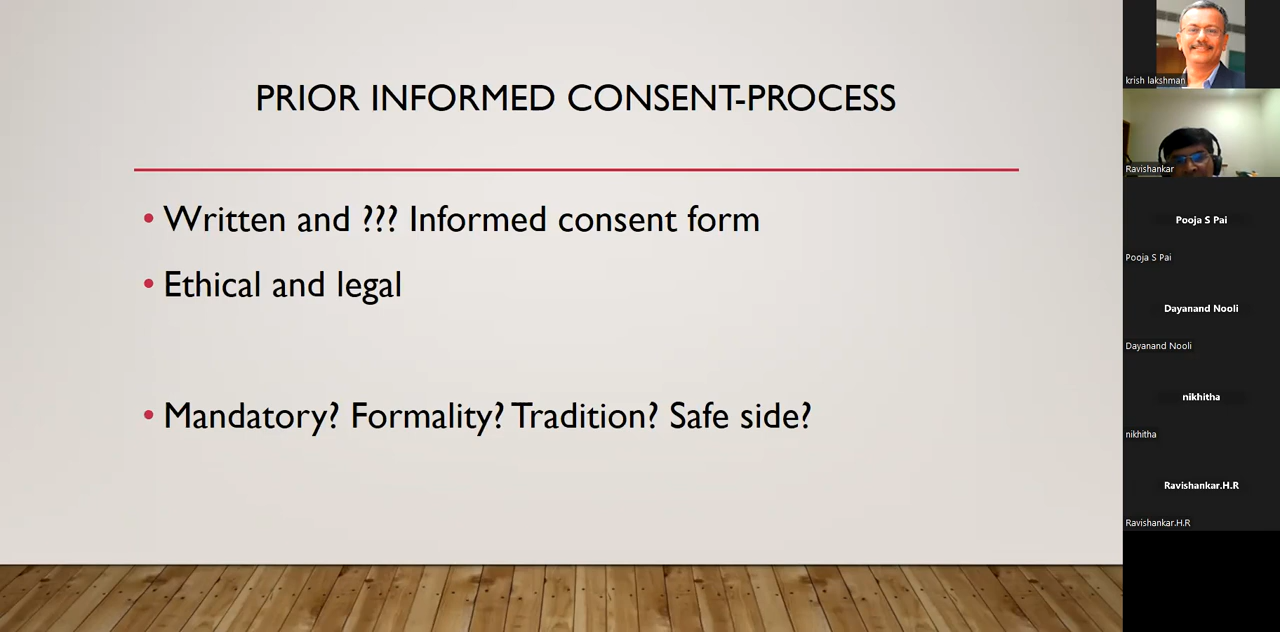 PRIOR INFORMED CONSENT-PROCESS
• Written and ??? Informed consent form
• Ethical and legal
• Mandatory? Formality? Tradition? Safe side?
krish lakshman
Ravishankar
Pooja S Pai
Pooja S Pai
Dayanand Nooli
Dayanand Nooli
nikhitha
nikhitha
Ravishankar.H.R
Ravishankar.H.R